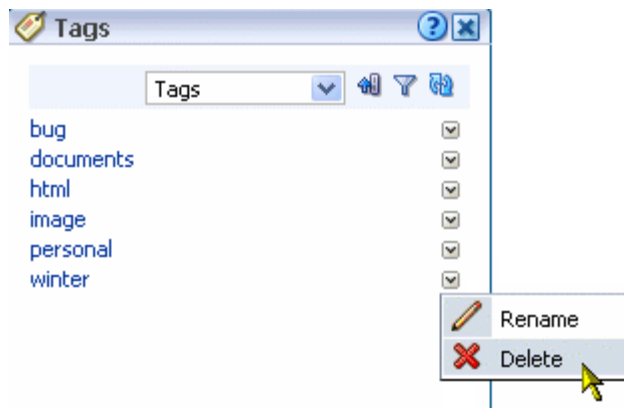 Tags
Tags
bug
documents
html
image
personal
winter
Rename
Delete